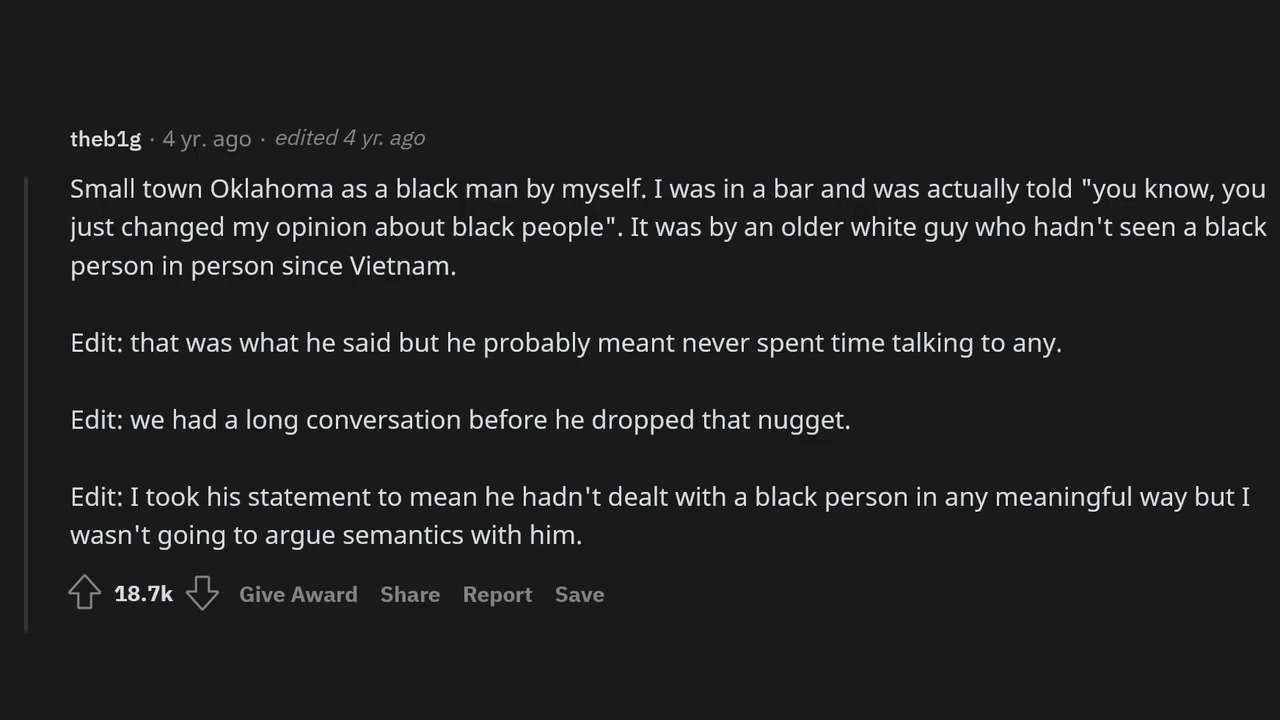 theb1g · 4 yr. ago · edited 4 yr. ago
Small town Oklahoma as a black man by myself. I was in a bar and was actually told "you know, you
just changed my opinion about black people". It was by an older white guy who hadn't seen a black
person in person since Vietnam.
Edit: that was what he said but he probably meant never spent time talking to any.
Edit: we had a long conversation before he dropped that nugget.
Edit: I took his statement to mean he hadn't dealt with a black person in any meaningful way but I
wasn't going to argue semantics with him.
18.7k Give Award Share Report Save